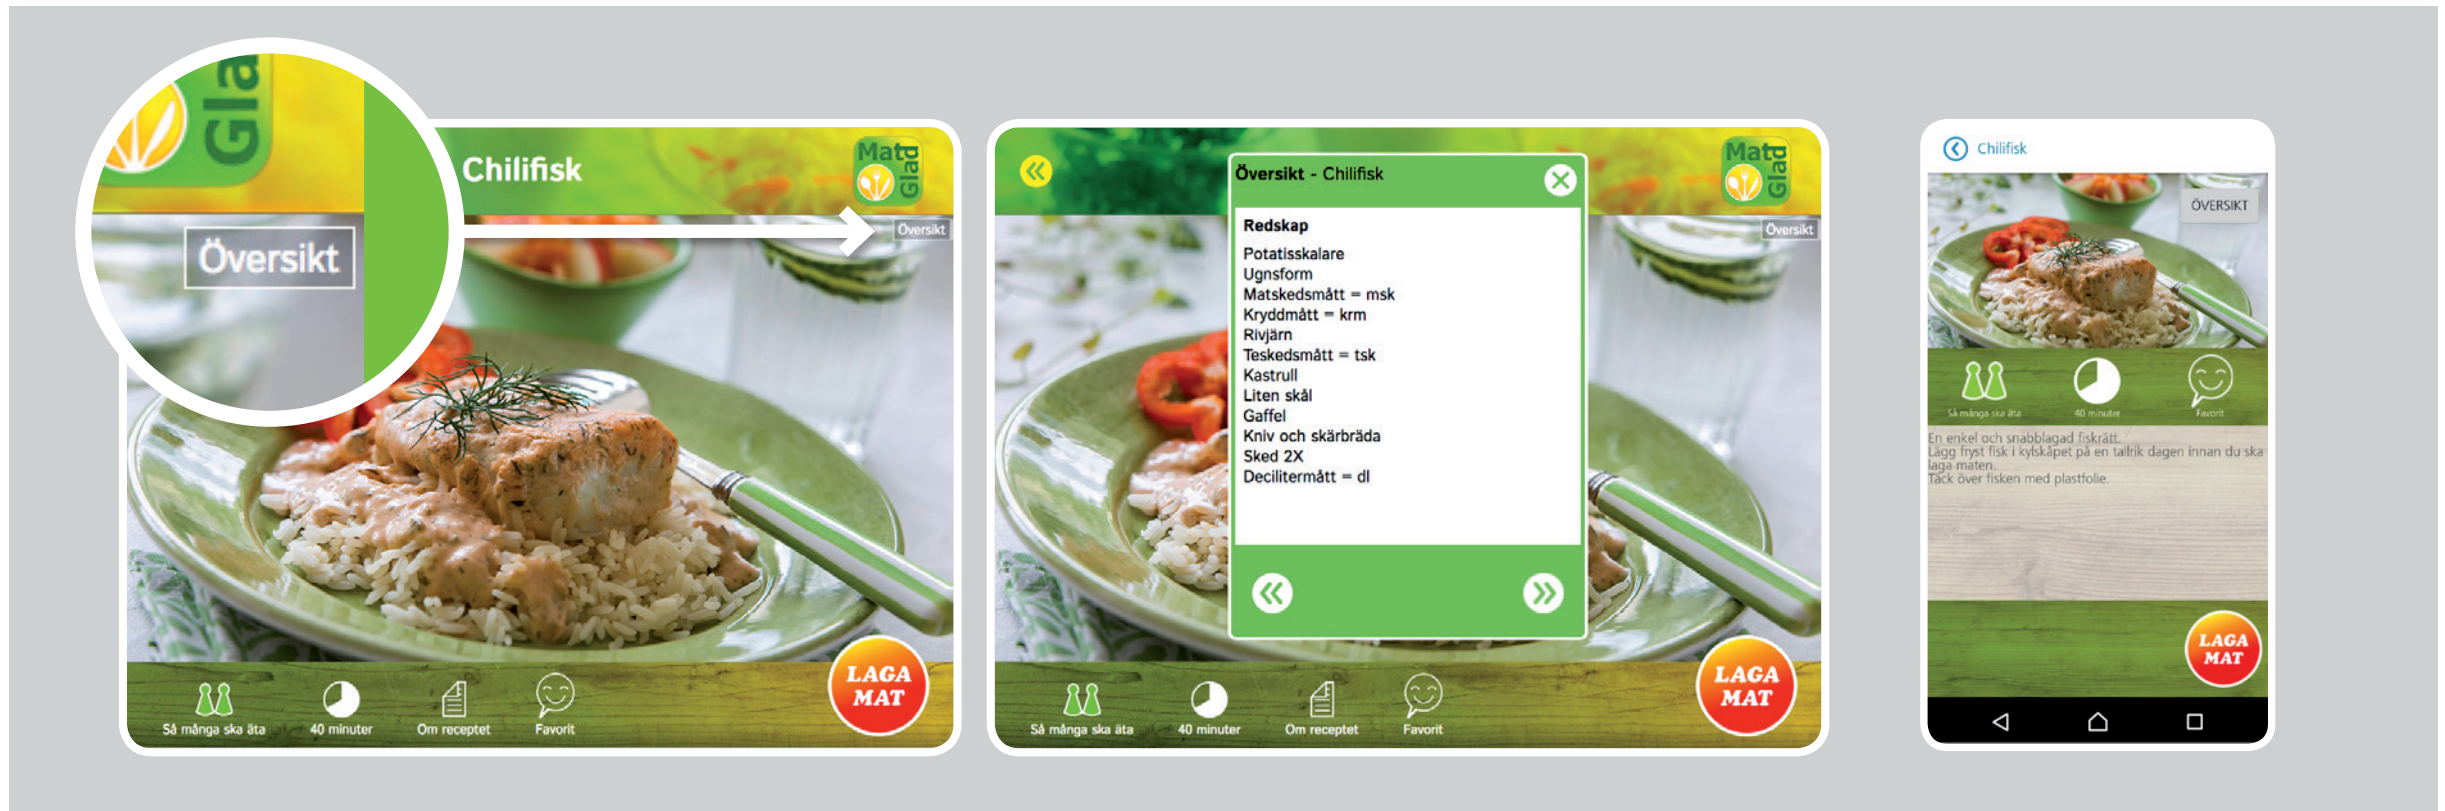 Gla
Översikt
Chilifisk
Mat
Glad
Översikt
Så många ska äta
40 minuter
Om receptet
Favorit
LAGA
MAT
Översikt - Chilifisk
Redskap
Potatisskalare
Ugnsform
Matskedsmått = msk
Kryddmått = krm
Rivjärn
Teskedsmått = tsk
Kastrull
Liten skål
Gaffel
Kniv och skärbräda
Sked 2X
Decilitermått = dl
Mat
Glad
Översikt
Så många ska äta
40 minuter
Om receptet
Favorit
LAGA
MAT
Chilifisk
ÖVERSIKT
Så många ska äta
40 minuter
Favorit
En enkel och snabblagad fiskrätt.
Lägg fryst fisk i kylskåpet på en tallrik dagen innan du ska
laga maten.
Täck över fisken med plastfolie.
LAGA
MAT